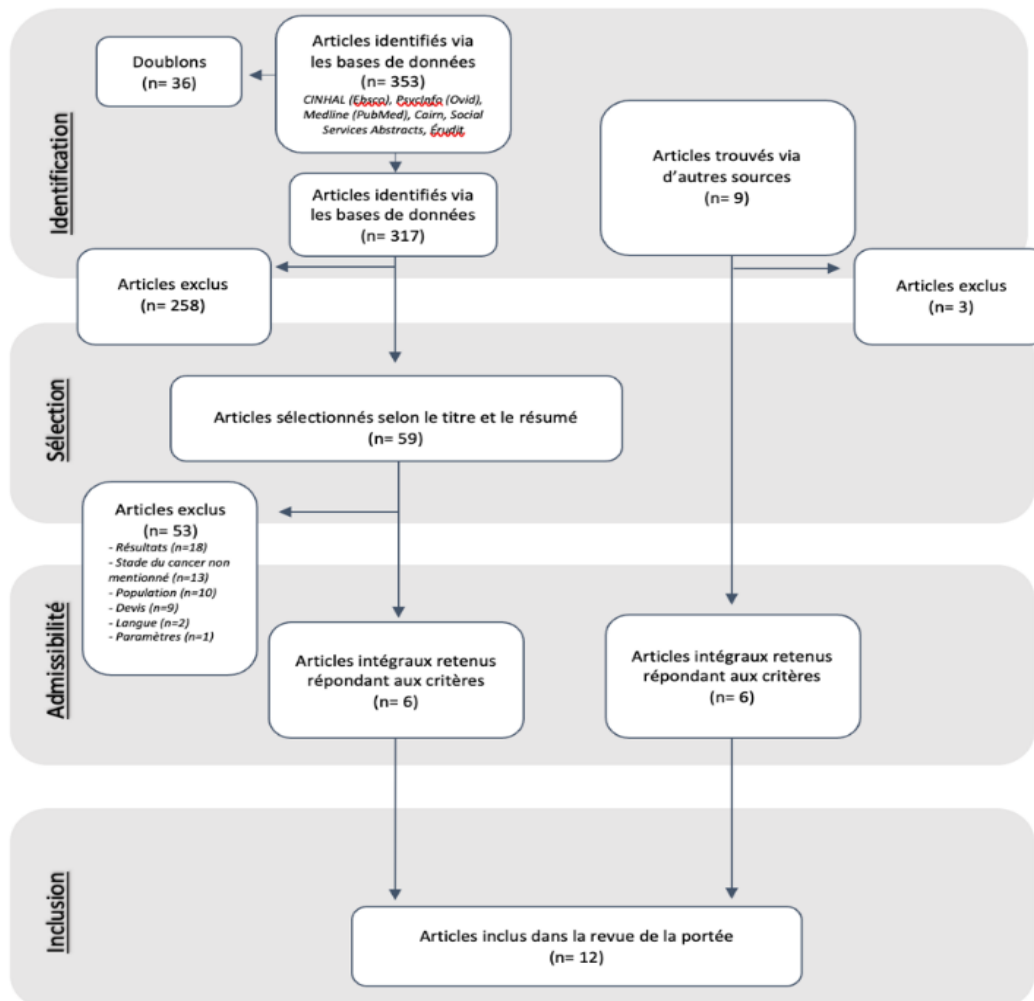 Identification
Doublons
(n= 36)
Articles identifiés via
les bases de données
(n= 353)
CINHAL (Ebsco), PsycInfo (Ovid),
Medline (PubMed), Cairn, Social
Services Abstracts, Érudit
Articles identifiés via
les bases de données
(n= 317)
Articles trouvés via
d'autres sources
(n= 9)
Articles exclus
(n= 258)
Articles exclus
(n= 3)
Sélection
Articles sélectionnés selon le titre et le résumé
(n= 59)
Articles exclus
(n= 53)
- Résultats (n=18)
- Stade du cancer non
mentionné (n=13)
- Population (n=10)
- Devis (n=9)
- Langue (n=2)
- Paramètres (n=1)
Admissibilité
Articles intégraux retenus
répondant aux critères
(n= 6)
Articles intégraux retenus
répondant aux critères
(n= 6)
Inclusion
Articles inclus dans la revue de la portée
(n= 12)